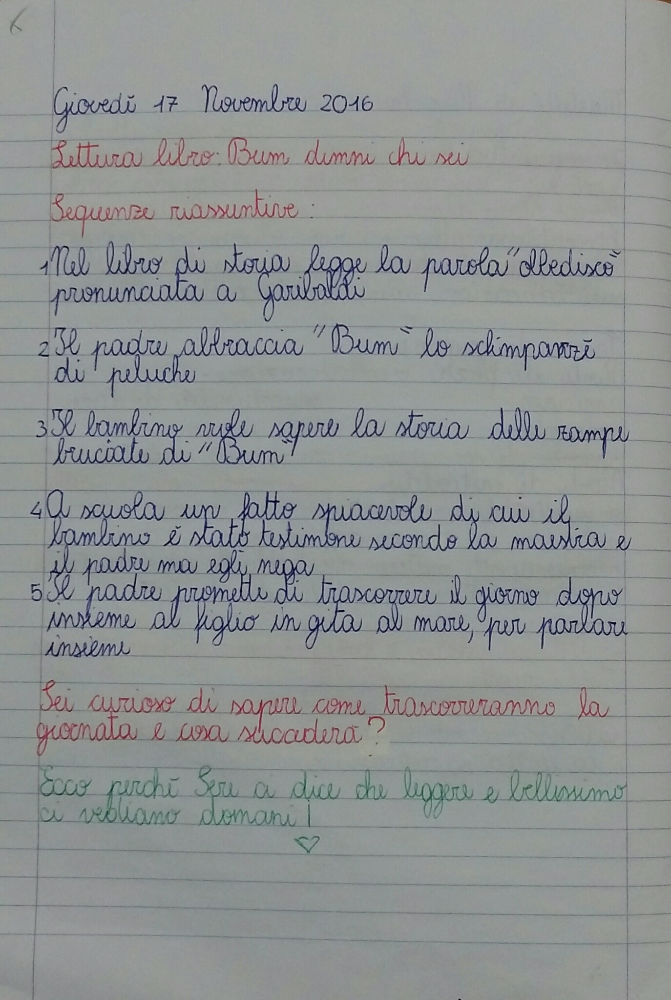 Giovedì 17 Novembre 2016
Lettura libro: Bum dimmi chi sei
Sequenze riassuntive:
1 Nel libro di storia legge la parola "obbedisco"
pronunciata a Garibaldi
2 Il padre abbraccia "Bum" lo schimpanzé
di peluche
3 Il bambino vuole sapere la storia delle zampe
bruciate di "Bum"
4 A scuola un fatto spiacevole di cui il
bambino è stato testimone secondo la maestra e
il padre ma egli nega
5 Il padre promette di trascorrere il giorno dopo
insieme al figlio in gita al mare, per parlare
insieme
Sei curioso di sapere come trascorreranno la
giornata e cosa succederà?
Ecco perché Sere ci dice che leggere e bellissimo
ci vediamo domani!